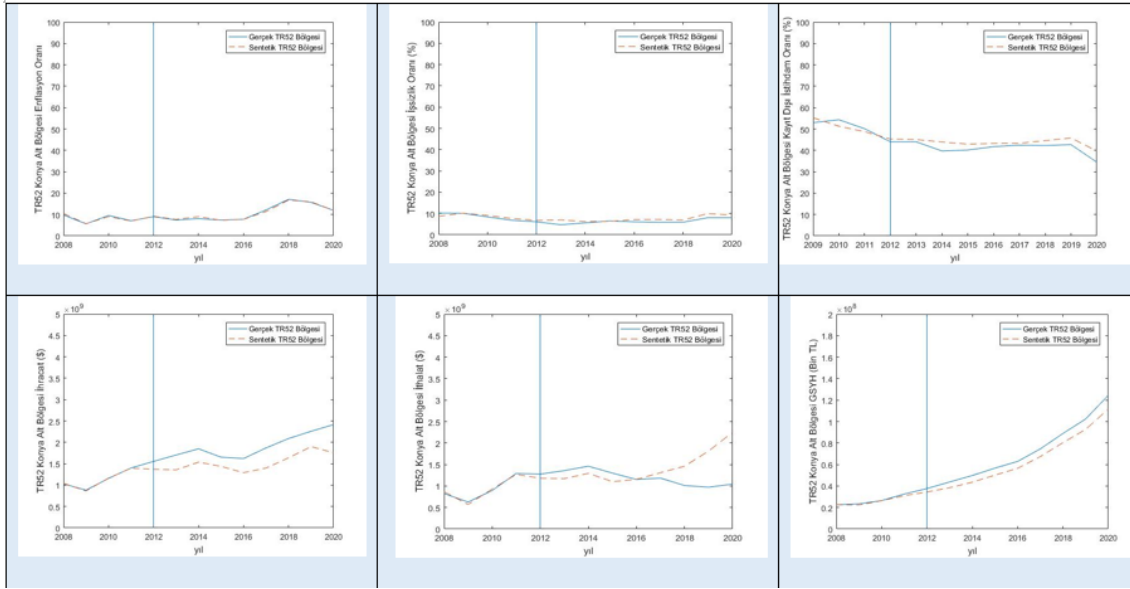 TR52 Konya Alt Bölgesi Enflasyon Oranı
100
90
80
70
60
50
40
30
20
10
0
2008 2010 2012 2014 2016 2018 2020
yıl
Gerçek TR52 Bölgesi
Sentetik TR52 Bölgesi
TR52 Konya Alt Bölgesi İşsizlik Oranı (%)
100
90
80
70
60
50
40
30
20
10
0
2008 2010 2012 2014 2016 2018 2020
yıl
Gerçek TR52 Bölgesi
Sentetik TR52 Bölgesi
TR52 Konya Alt Bölgesi Kayıt Dışı İstihdam Oranı (%)
100
90
80
70
60
50
40
30
20
10
0
2009 2010 2011 2012 2013 2014 2015 2016 2017 2018 2019 2020
yıl
Gerçek TR52 Bölgesi
Sentetik TR52 Bölgesi
TR52 Konya Alt Bölgesi İhracat ($)
× 10⁹
5
4.5
4
3.5
3
2.5
2
1.5
1
0.5
0
2008 2010 2012 2014 2016 2018 2020
yıl
Gerçek TR52 Bölgesi
Sentetik TR52 Bölgesi
TR52 Konya Alt Bölgesi İthalat ($)
× 10⁹
5
4.5
4
3.5
3
2.5
2
1.5
1
0.5
0
2008 2010 2012 2014 2016 2018 2020
yıl
Gerçek TR52 Bölgesi
Sentetik TR52 Bölgesi
TR52 Konya Alt Bölgesi GSYH (Bin TL)
× 10⁸
2
1.8
1.6
1.4
1.2
1
0.8
0.6
0.4
0.2
0
2008 2010 2012 2014 2016 2018 2020
yıl
Gerçek TR52 Bölgesi
Sentetik TR52 Bölgesi